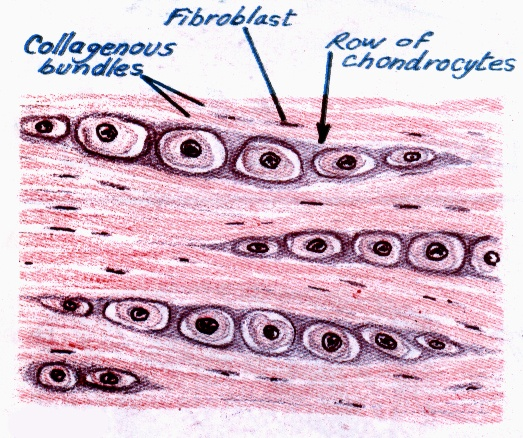 Fibroblast
Collagenous
bundles
Row of
chondrocytes